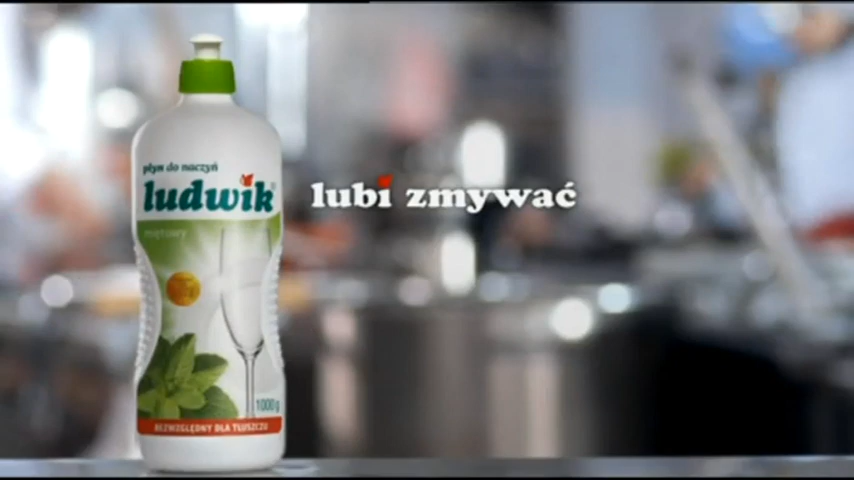 płyn do naczyń
ludwik®
lubi zmywać
miętowy
1000 g
BEZWZGLĘDNY DLA TŁUSZCZU